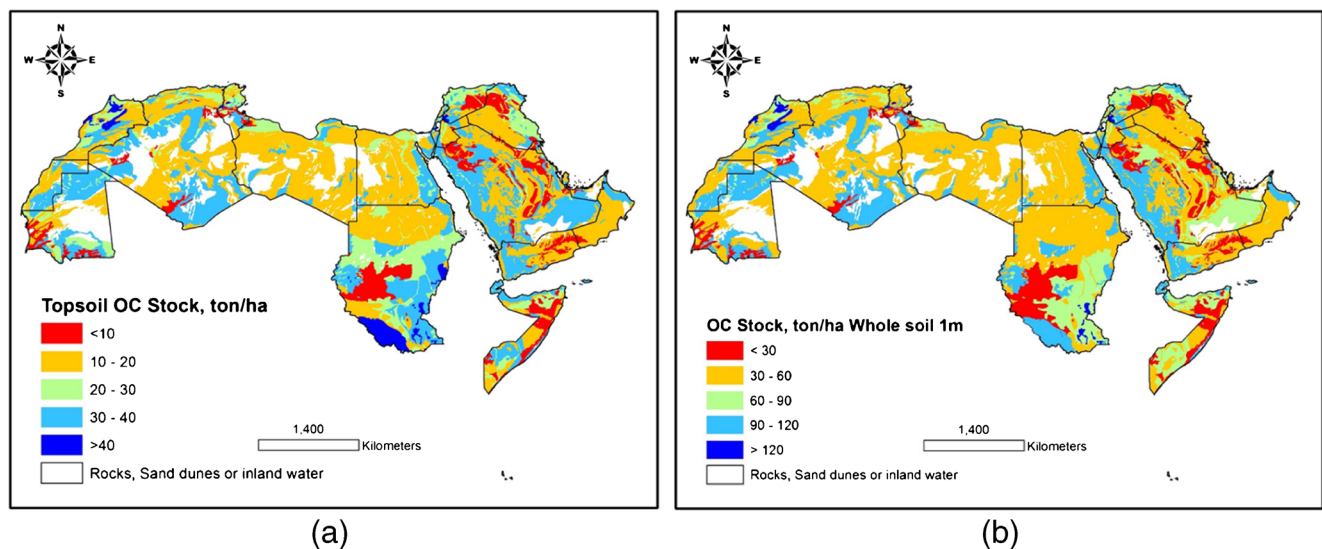 N
W E
S
Topsoil OC Stock, ton/ha
<10
10 - 20
20 - 30
30 - 40
>40
Rocks, Sand dunes or inland water
1,400
Kilometers
(a)
N
W E
S
OC Stock, ton/ha Whole soil 1m
< 30
30 - 60
60 - 90
90 - 120
> 120
Rocks, Sand dunes or inland water
1,400
Kilometers
(b)